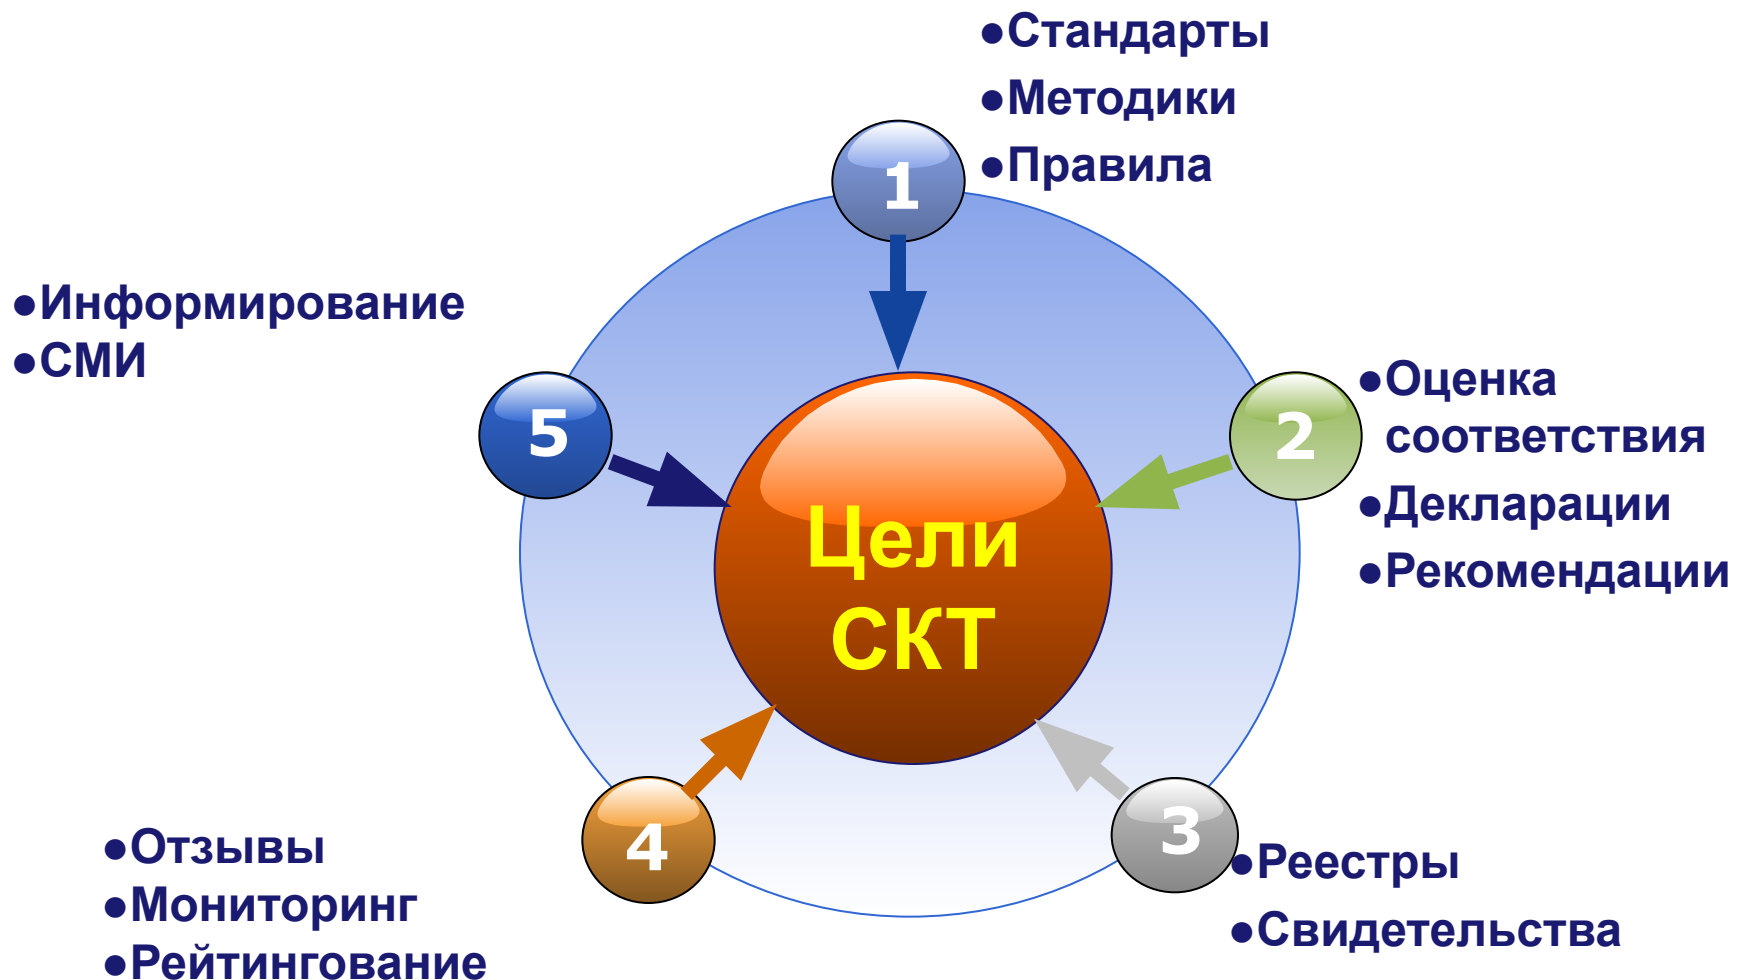 ●Стандарты
●Методики
●Правила
1
●Информирование
●СМИ
5
2
●Оценка
соответствия
●Декларации
●Рекомендации
Цели
СКТ
4
●Отзывы
●Мониторинг
●Рейтингование
3
●Реестры
●Свидетельства